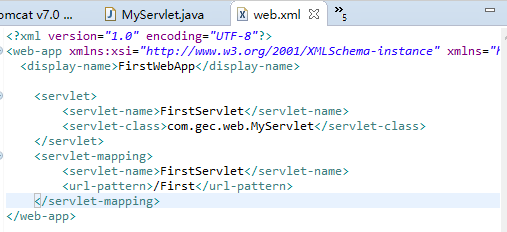 omcat v7.0 ... MyServlet.java web.xml »5
<?xml version="1.0" encoding="UTF-8"?>
<web-app xmlns:xsi="http://www.w3.org/2001/XMLSchema-instance" xmlns="h
<display-name>FirstWebApp</display-name>
<servlet>
<servlet-name>FirstServlet</servlet-name>
<servlet-class>com.gec.web.MyServlet</servlet-class>
</servlet>
<servlet-mapping>
<servlet-name>FirstServlet</servlet-name>
<url-pattern>/First</url-pattern>
</servlet-mapping>
</web-app>